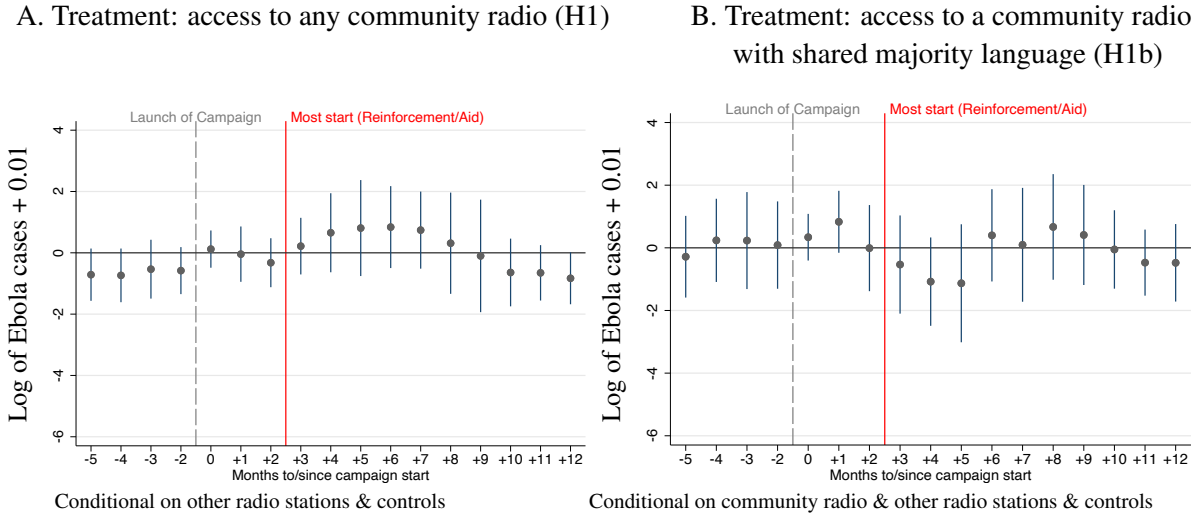 A. Treatment: access to any community radio (H1)
Launch of Campaign
Most start (Reinforcement/Aid)
Log of Ebola cases + 0.01
4
2
0
-2
-4
-6
-5 -4 -3 -2 0 +1 +2 +3 +4 +5 +6 +7 +8 +9 +10 +11 +12
Months to/since campaign start
Conditional on other radio stations & controls
B. Treatment: access to a community radio
with shared majority language (H1b)
Launch of Campaign
Most start (Reinforcement/Aid)
Log of Ebola cases + 0.01
4
2
0
-2
-4
-6
-5 -4 -3 -2 0 +1 +2 +3 +4 +5 +6 +7 +8 +9 +10 +11 +12
Months to/since campaign start
Conditional on community radio & other radio stations & controls